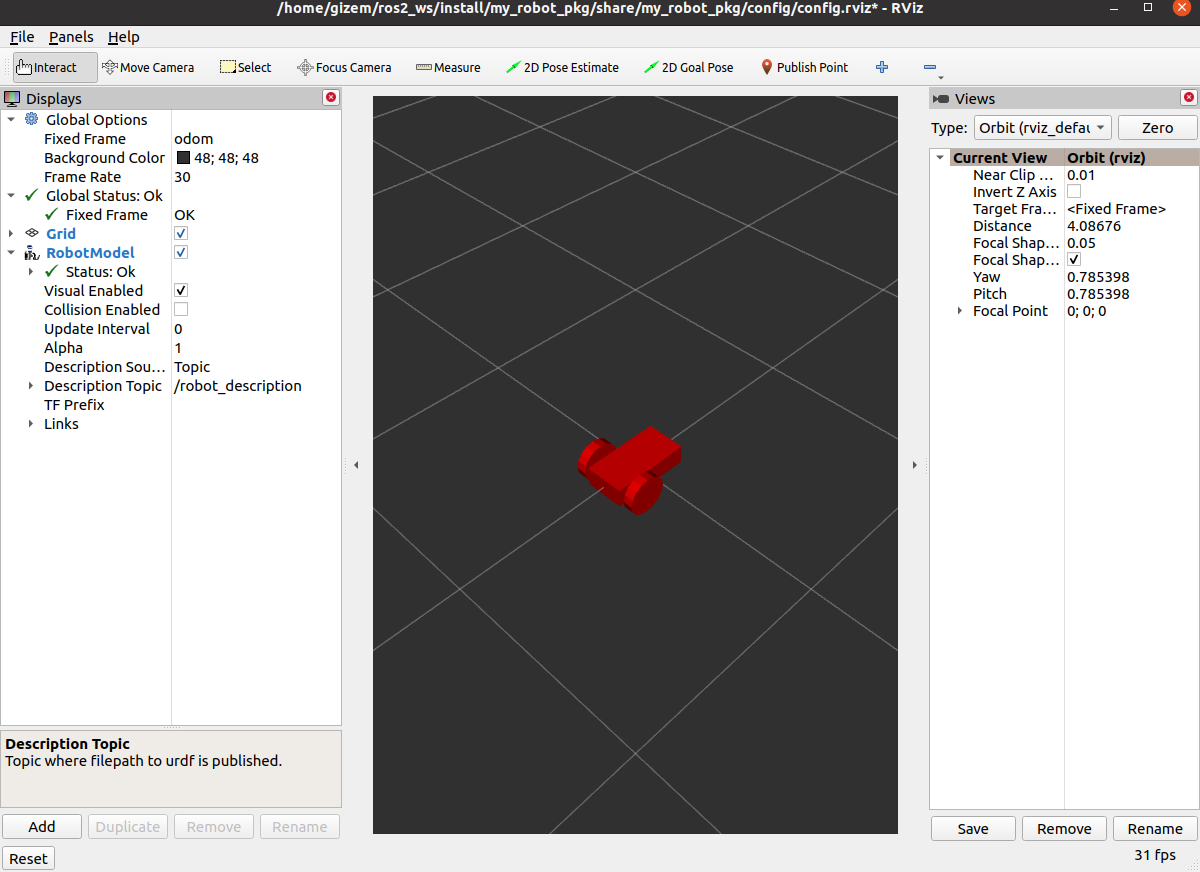 /home/gizem/ros2_ws/install/my_robot_pkg/share/my_robot_pkg/config/config.rviz* - RViz
File Panels Help
Interact Move Camera Select Focus Camera Measure 2D Pose Estimate 2D Goal Pose Publish Point
Displays
Global Options
Fixed Frame odom
Background Color 48; 48; 48
Frame Rate 30
Global Status: Ok
Fixed Frame OK
Grid
RobotModel
Status: Ok
Visual Enabled
Collision Enabled
Update Interval 0
Alpha 1
Description Sou... Topic
Description Topic /robot_description
TF Prefix
Links
Description Topic
Topic where filepath to urdf is published.
Add Duplicate Remove Rename
Reset
Views
Type: Orbit (rviz_defau Zero
Current View Orbit (rviz)
Near Clip ... 0.01
Invert Z Axis
Target Fra... <Fixed Frame>
Distance 4.08676
Focal Shap... 0.05
Focal Shap...
Yaw 0.785398
Pitch 0.785398
Focal Point 0; 0; 0
Save Remove Rename
31 fps